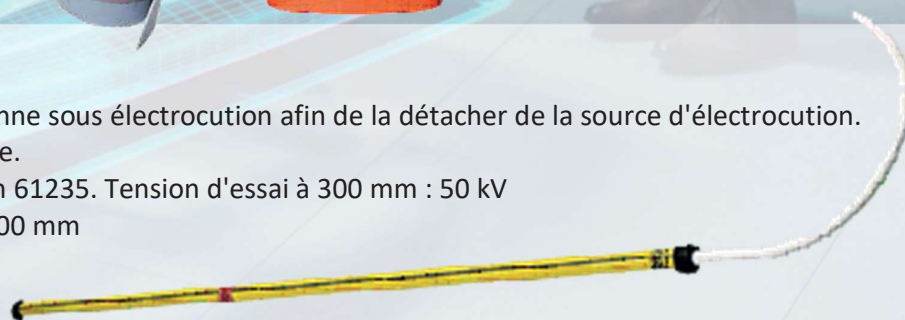 nne sous électrocution afin de la détacher de la source d'électrocution.
e.
n 61235. Tension d'essai à 300 mm : 50 kV
00 mm